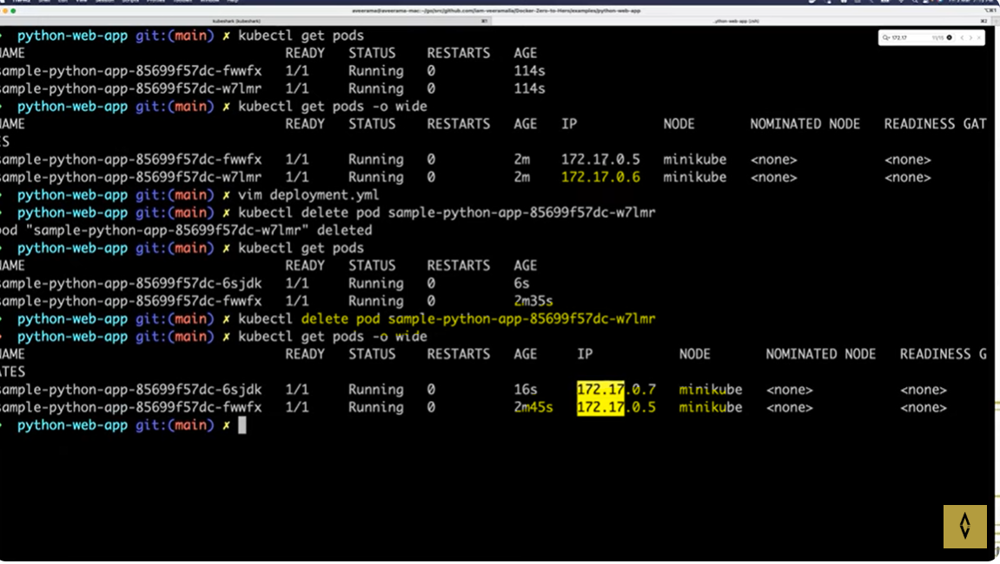 aveerama@aveerama-mac:~/go/src/github.com/iam-veeramalla/Docker-Zero-to-Hero/examples/python-web-app
kubeshark (kubeshark)
..ython-web-app (zsh)
172.17
python-web-app git:(main) ✗ kubectl get pods
NAME READY STATUS RESTARTS AGE
sample-python-app-85699f57dc-fwwfx 1/1 Running 0 114s
sample-python-app-85699f57dc-w7lmr 1/1 Running 0 114s
python-web-app git:(main) ✗ kubectl get pods -o wide
NAME READY STATUS RESTARTS AGE IP NODE NOMINATED NODE READINESS GAT
ES
sample-python-app-85699f57dc-fwwfx 1/1 Running 0 2m 172.17.0.5 minikube <none> <none>
sample-python-app-85699f57dc-w7lmr 1/1 Running 0 2m 172.17.0.6 minikube <none> <none>
python-web-app git:(main) ✗ vim deployment.yml
python-web-app git:(main) ✗ kubectl delete pod sample-python-app-85699f57dc-w7lmr
pod "sample-python-app-85699f57dc-w7lmr" deleted
python-web-app git:(main) ✗ kubectl get pods
NAME READY STATUS RESTARTS AGE
sample-python-app-85699f57dc-6sjdk 1/1 Running 0 6s
sample-python-app-85699f57dc-fwwfx 1/1 Running 0 2m35s
python-web-app git:(main) ✗ kubectl delete pod sample-python-app-85699f57dc-w7lmr
python-web-app git:(main) ✗ kubectl get pods -o wide
NAME READY STATUS RESTARTS AGE IP NODE NOMINATED NODE READINESS G
ATES
sample-python-app-85699f57dc-6sjdk 1/1 Running 0 16s 172.17.0.7 minikube <none> <none>
sample-python-app-85699f57dc-fwwfx 1/1 Running 0 2m45s 172.17.0.5 minikube <none> <none>
python-web-app git:(main) ✗